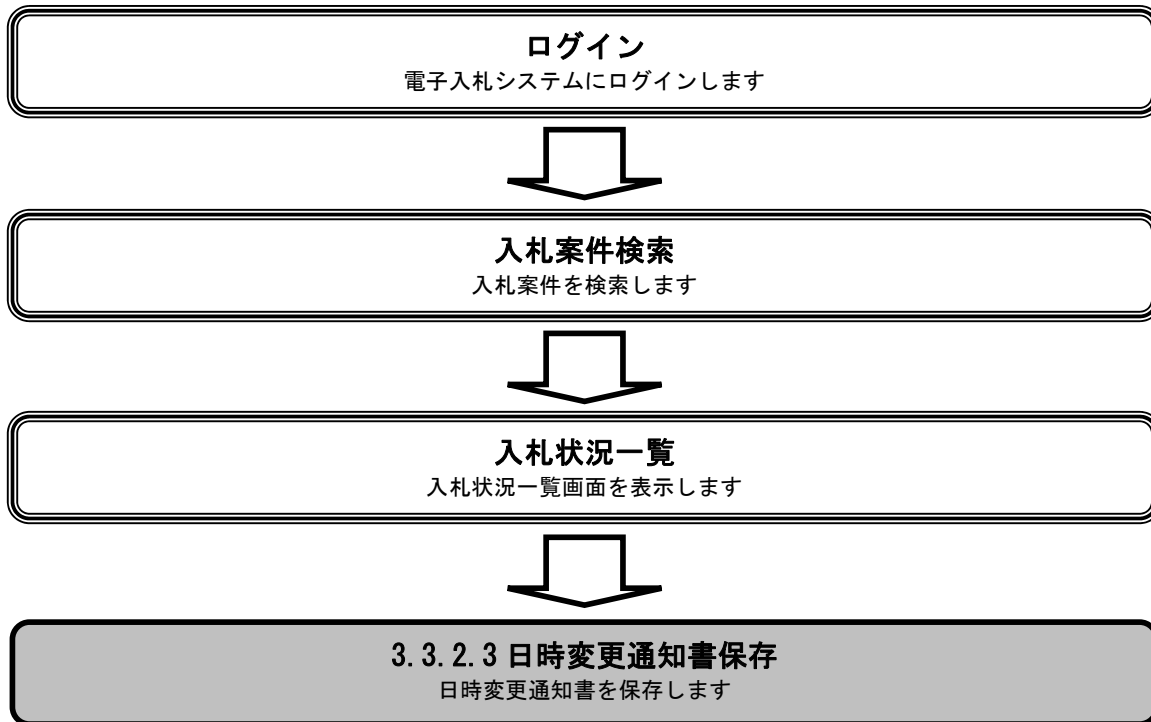 ログイン
電子入札システムにログインします
入札案件検索
入札案件を検索します
入札状況一覧
入札状況一覧画面を表示します
3.3.2.3 日時変更通知書保存
日時変更通知書を保存します